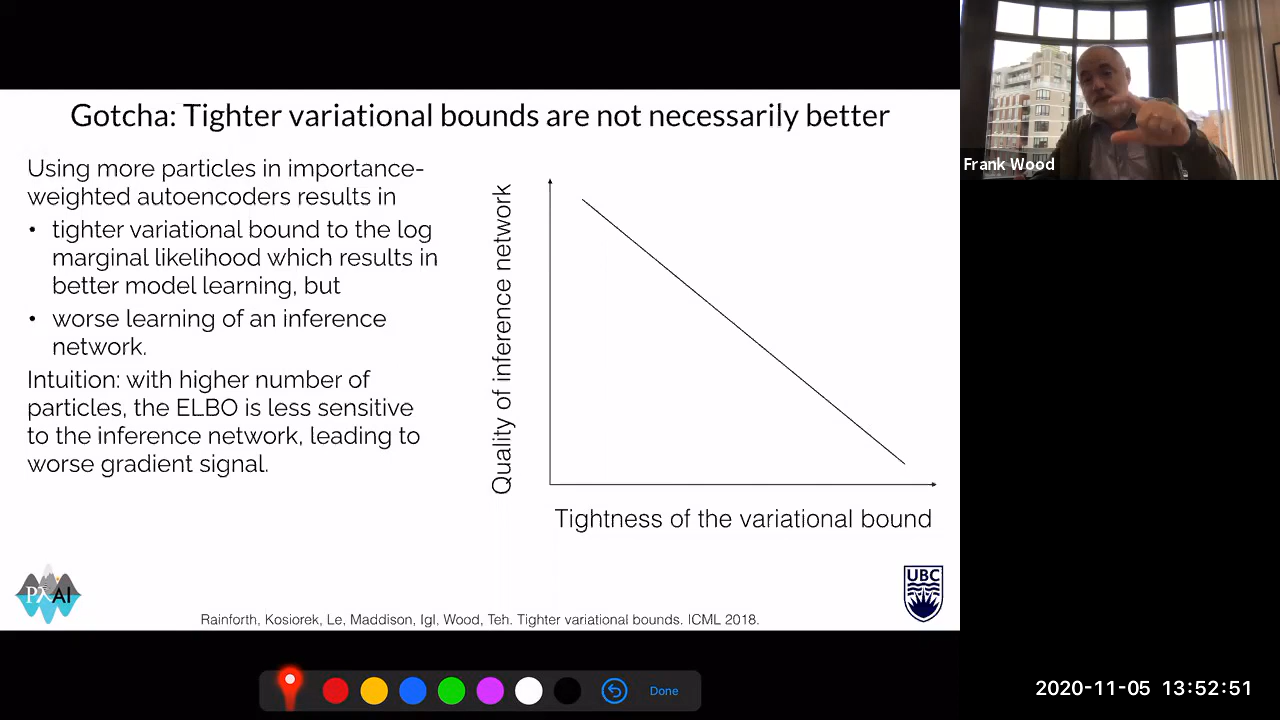 Gotcha: Tighter variational bounds are not necessarily better
Using more particles in importance-
weighted autoencoders results in
• tighter variational bound to the log
marginal likelihood which results in
better model learning, but
• worse learning of an inference
network.
Intuition: with higher number of
particles, the ELBO is less sensitive
to the inference network, leading to
worse gradient signal.
Quality of inference network
Tightness of the variational bound
PλAI
UBC
Rainforth, Kosiorek, Le, Maddison, Igl, Wood, Teh. Tighter variational bounds. ICML 2018.
Frank Wood
Done
2020-11-05 13:52:51